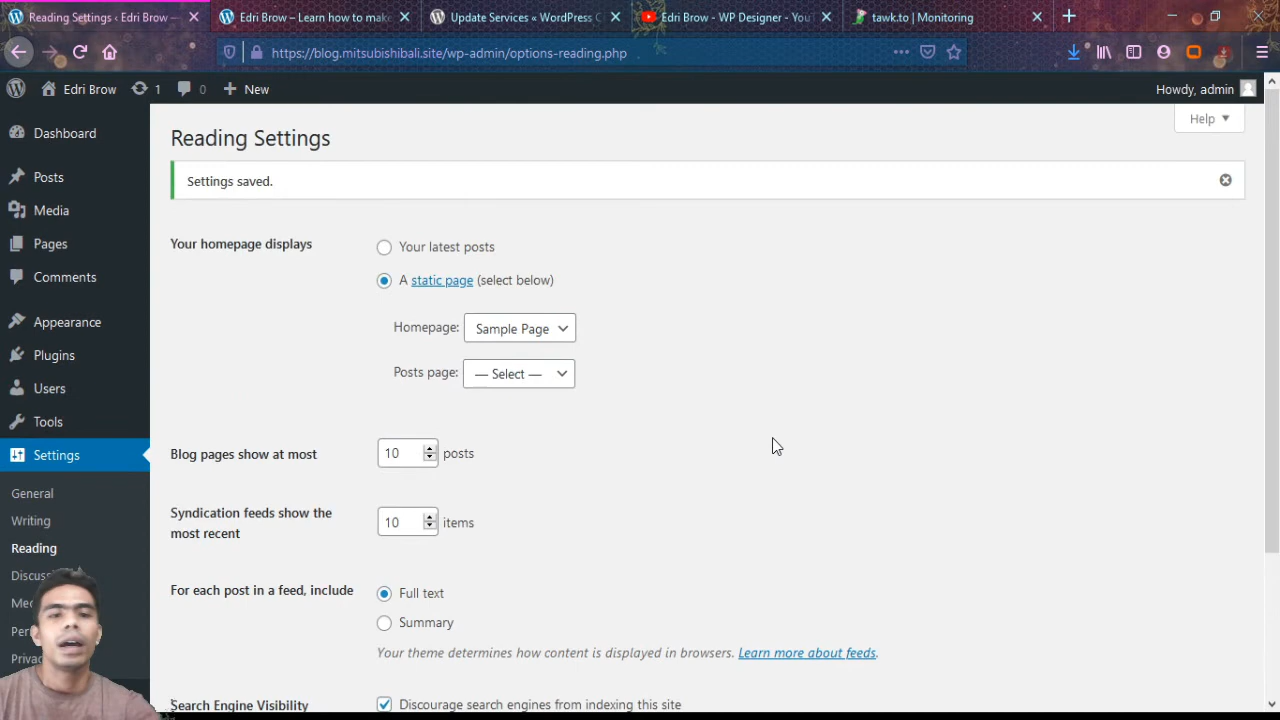 Reading Settings ‹ Edri Brow —
Edri Brow – Learn how to make
Update Services « WordPress C
Edri Brow - WP Designer - You
tawk.to | Monitoring
https://blog.mitsubishibali.site/wp-admin/options-reading.php
Edri Brow
1
0
New
Howdy, admin
Help
Dashboard
Posts
Media
Pages
Comments
Appearance
Plugins
Users
Tools
Settings
General
Writing
Reading
Discus
Me
Per
Privac
Reading Settings
Settings saved.
Your homepage displays
Your latest posts
A static page (select below)
Homepage: Sample Page
Posts page: — Select —
Blog pages show at most
10 posts
Syndication feeds show the
most recent
10 items
For each post in a feed, include
Full text
Summary
Your theme determines how content is displayed in browsers. Learn more about feeds.
Search Engine Visibility
Discourage search engines from indexing this site